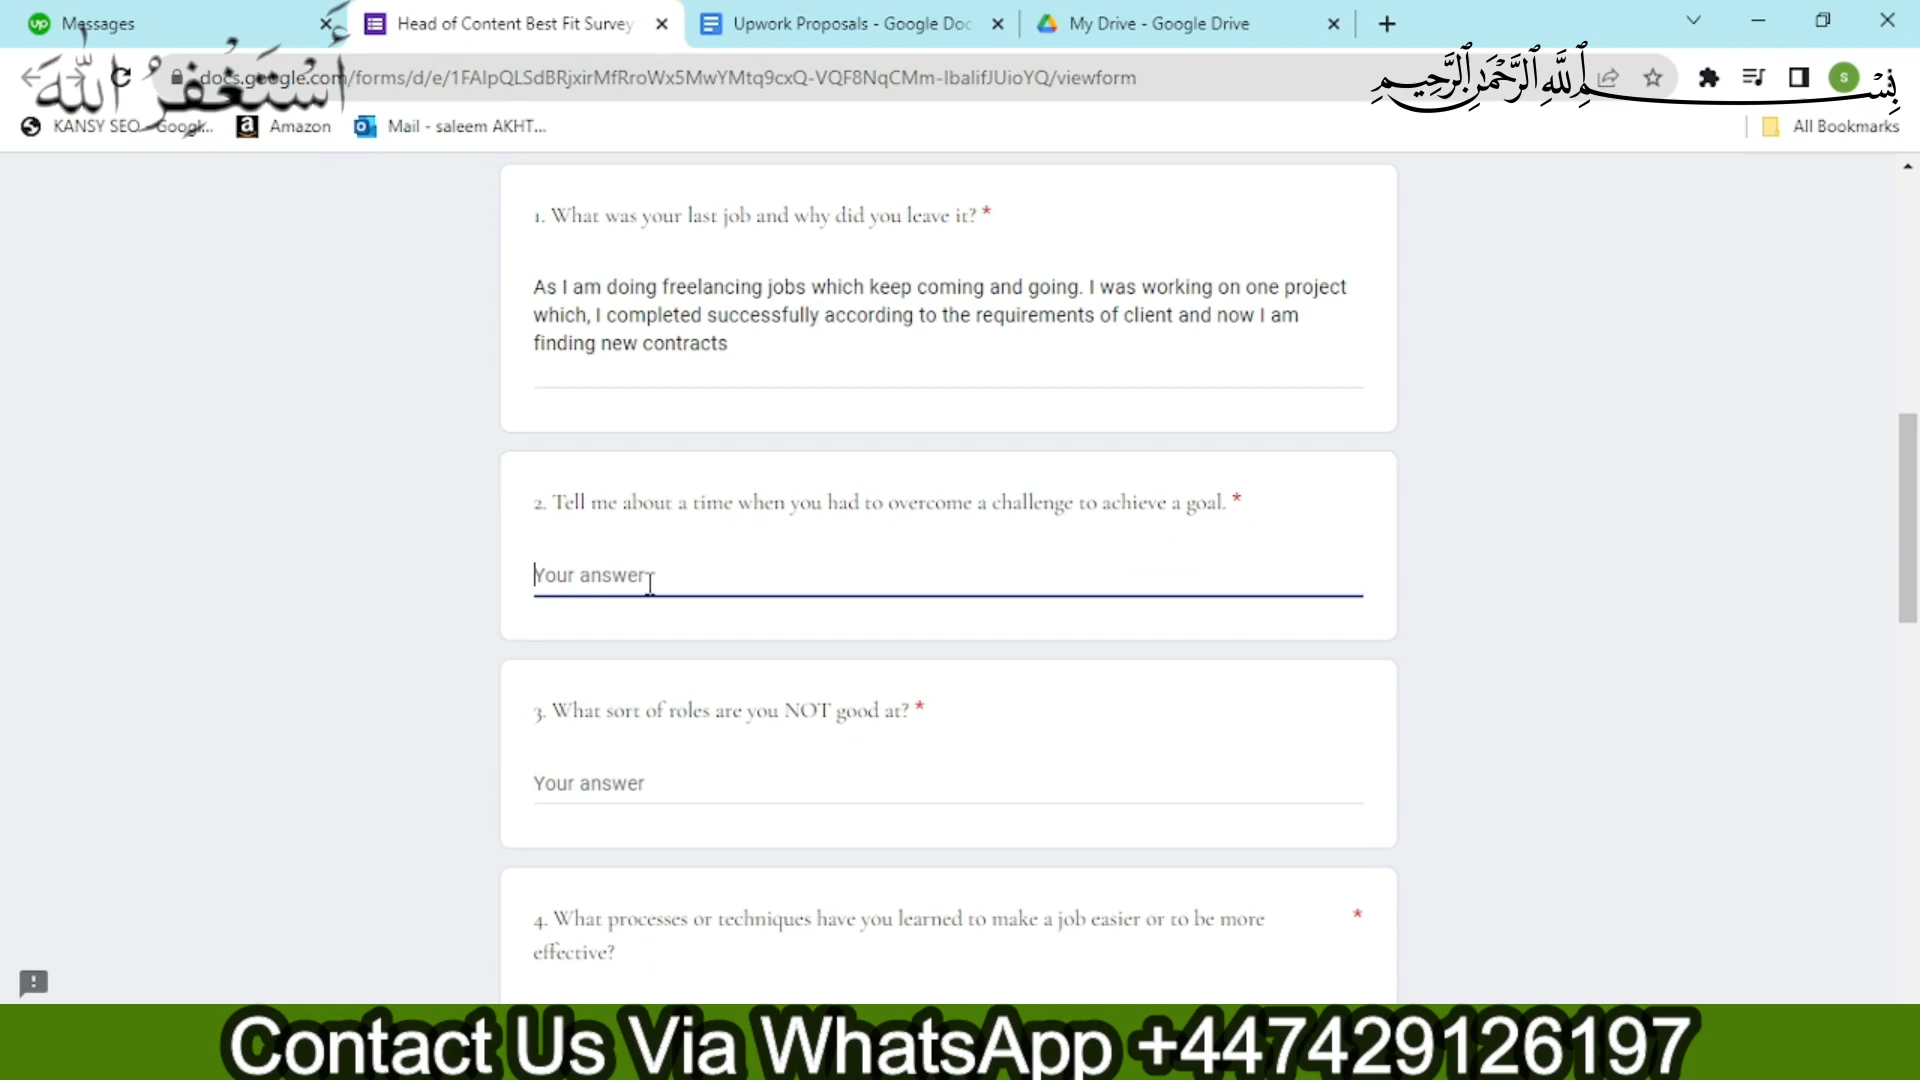 Messages
Head of Content Best Fit Survey
Upwork Proposals - Google Doc
My Drive - Google Drive
أَسْتَغْفِرُ اللّٰهَ
docs.google.com/forms/d/e/1FAIpQLSdBRjxirMfRroWx5MwYMtq9cxQ-VQF8NqCMm-IbaIifJUioYQ/viewform
بِسْمِ ٱللَّٰهِ ٱلرَّحْمَٰنِ ٱلرَّحِيمِ
S
KANSY SEO - Googl...
Amazon
Mail - saleem AKHT...
All Bookmarks
1. What was your last job and why did you leave it? *
As I am doing freelancing jobs which keep coming and going. I was working on one project
which, I completed successfully according to the requirements of client and now I am
finding new contracts
2. Tell me about a time when you had to overcome a challenge to achieve a goal. *
Your answer
3. What sort of roles are you NOT good at? *
Your answer
4. What processes or techniques have you learned to make a job easier or to be more *
effective?
Contact Us Via WhatsApp +447429126197